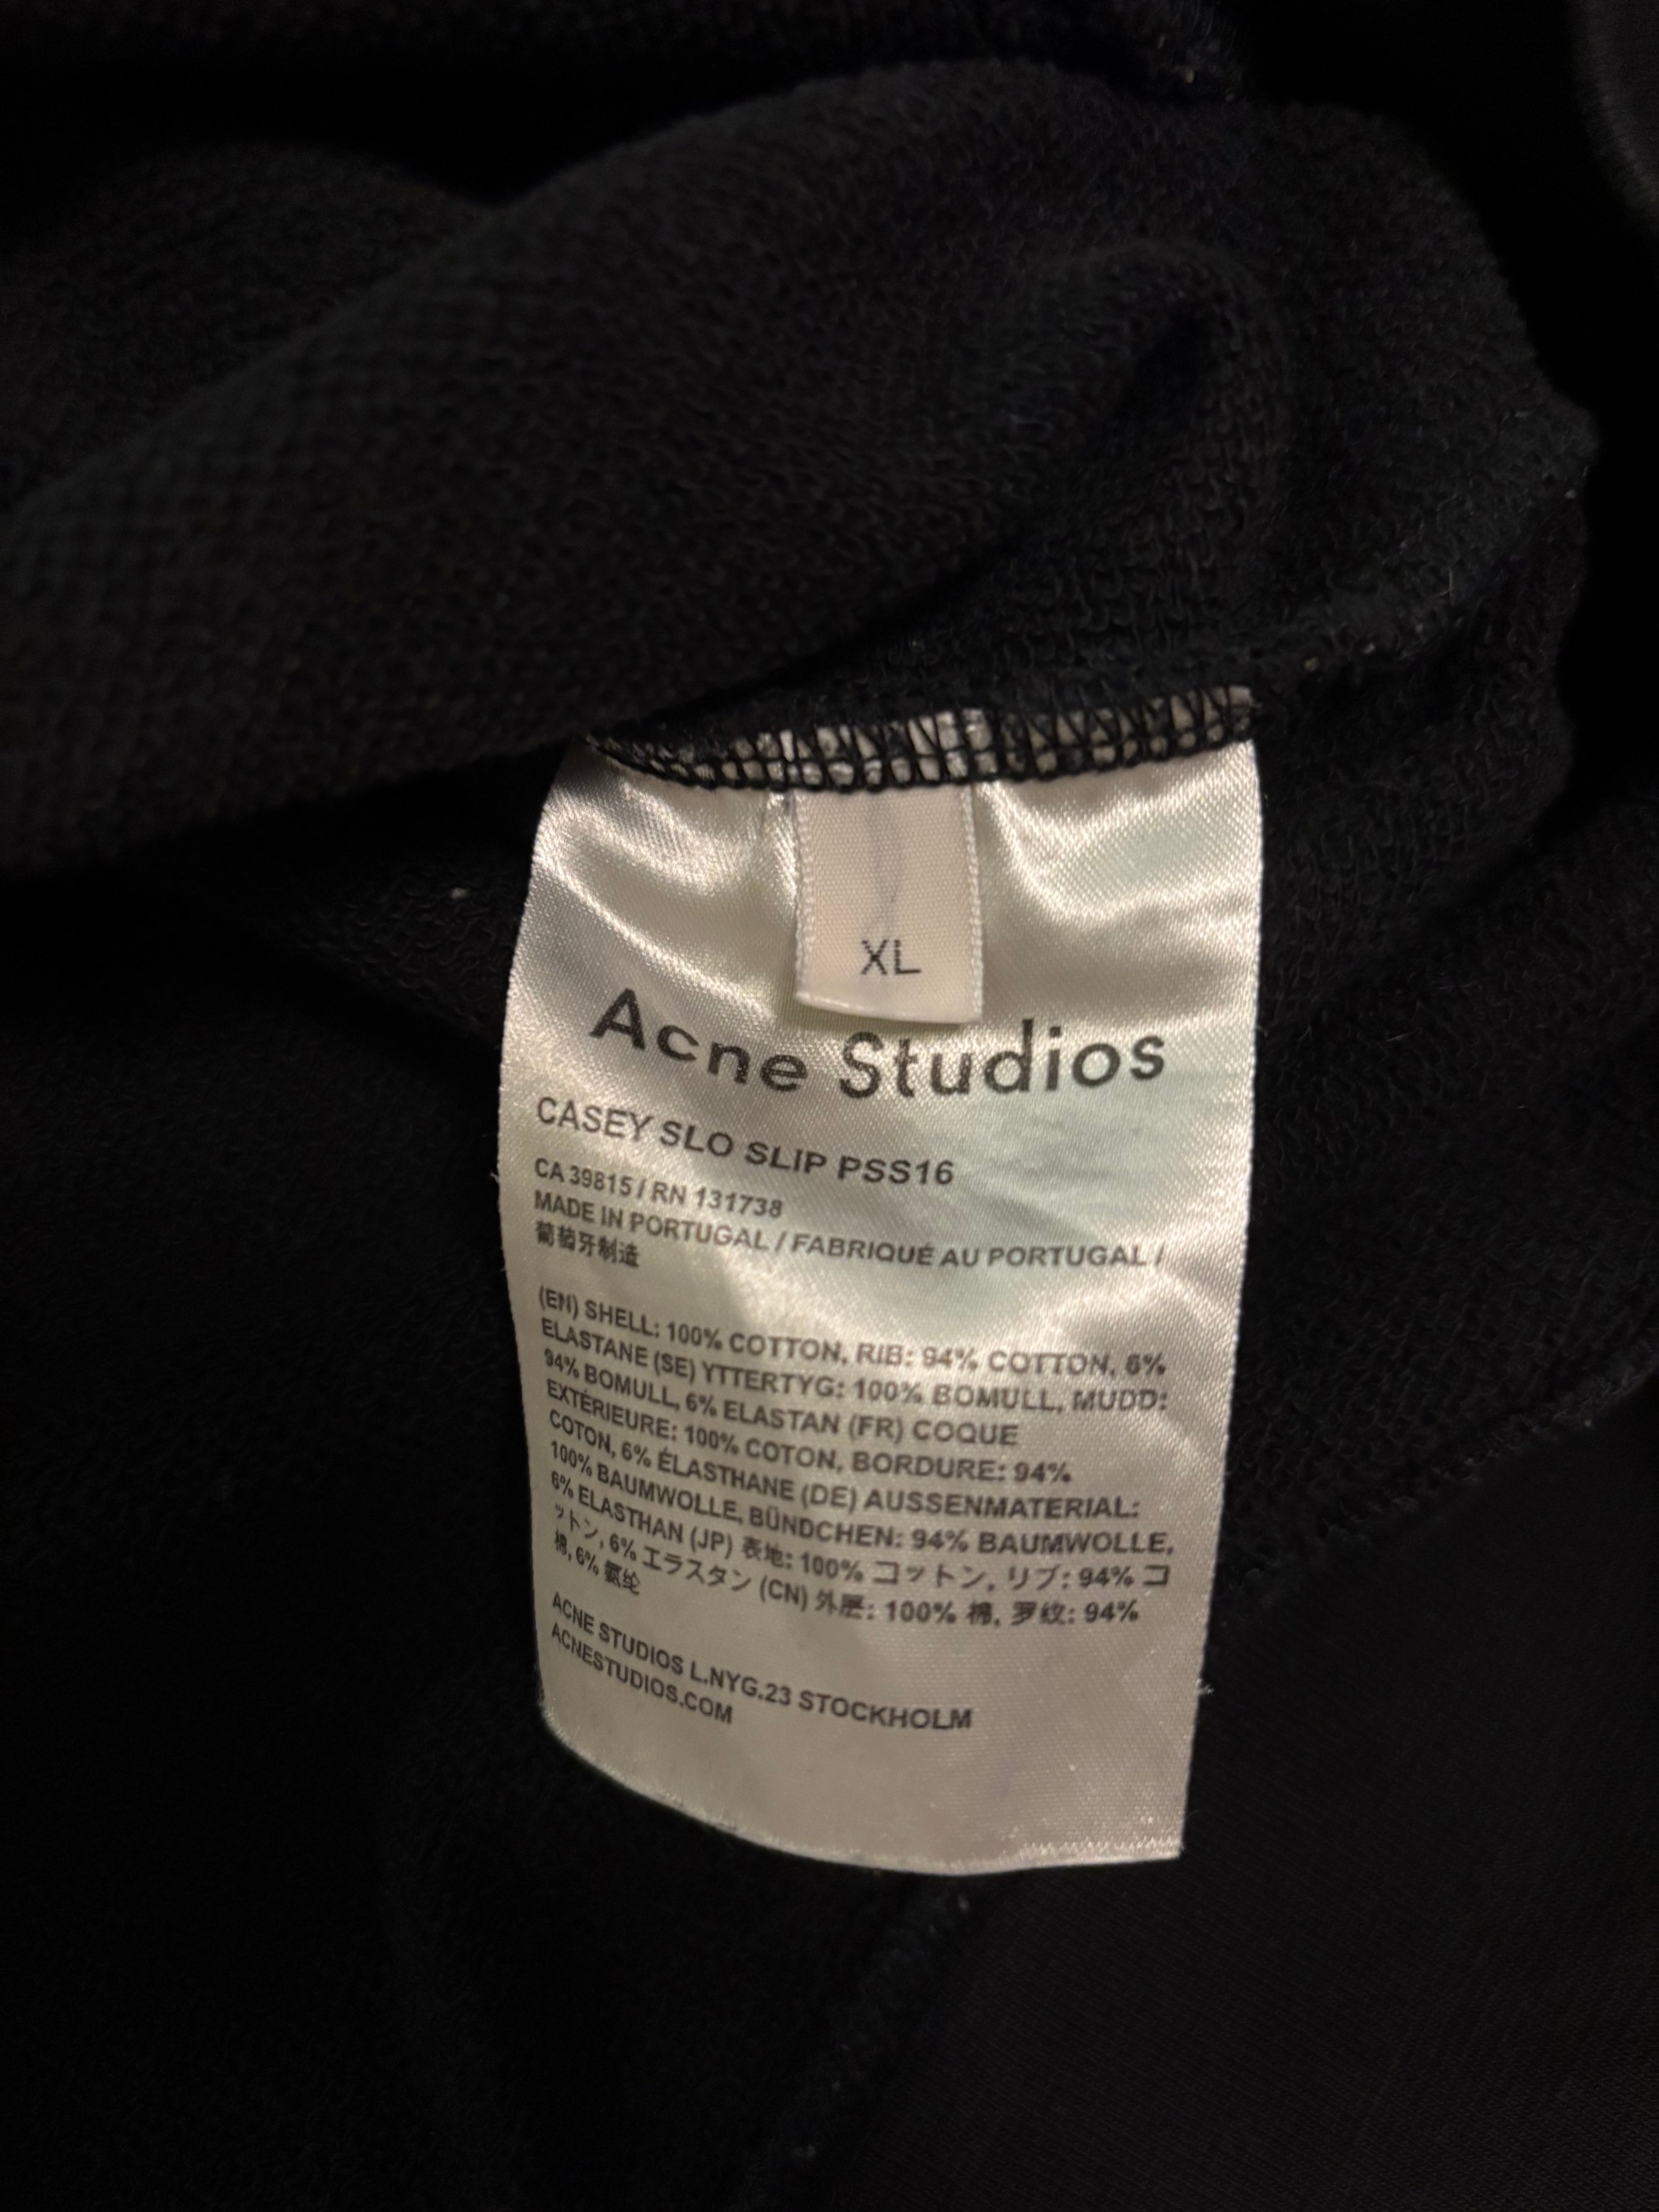 XL
Acne Studios
CASEY SLO SLIP PSS16
CA 39815 / RN 131738
MADE IN PORTUGAL / FABRIQUÉ AU PORTUGAL /
葡萄牙制造
(EN) SHELL: 100% COTTON, RIB: 94% COTTON, 6%
ELASTANE (SE) YTTERTYG: 100% BOMULL, MUDD:
94% BOMULL, 6% ELASTAN (FR) COQUE
EXTÉRIEURE: 100% COTON, BORDURE: 94%
COTON, 6% ÉLASTHANE (DE) AUSSENMATERIAL:
100% BAUMWOLLE, BÜNDCHEN: 94% BAUMWOLLE,
6% ELASTHAN (JP) 表地: 100% コットン, リブ: 94% コ
ットン, 6% エラスタン (CN) 外层: 100% 棉, 罗纹: 94%
棉, 6% 氨纶
ACNE STUDIOS L.NYG.23 STOCKHOLM
ACNESTUDIOS.COM